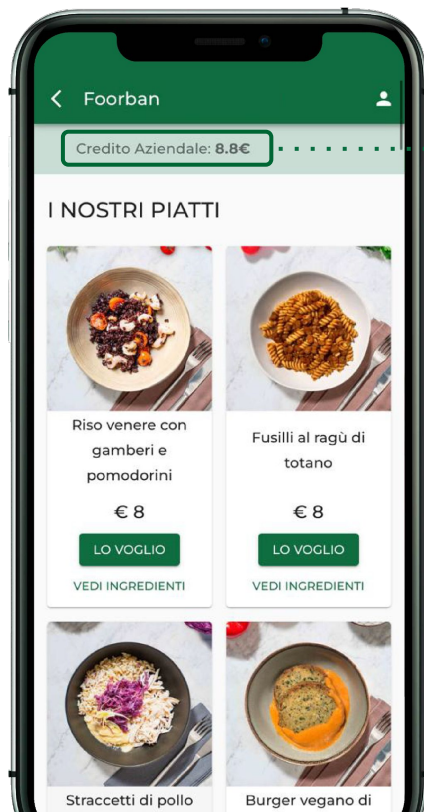 Foorban
Credito Aziendale: 8.8€
I NOSTRI PIATTI
Riso venere con
gamberi e
pomodorini
€ 8
LO VOGLIO
VEDI INGREDIENTI
Fusilli al ragù di
totano
€ 8
LO VOGLIO
VEDI INGREDIENTI
Straccetti di pollo
Burger vegano di